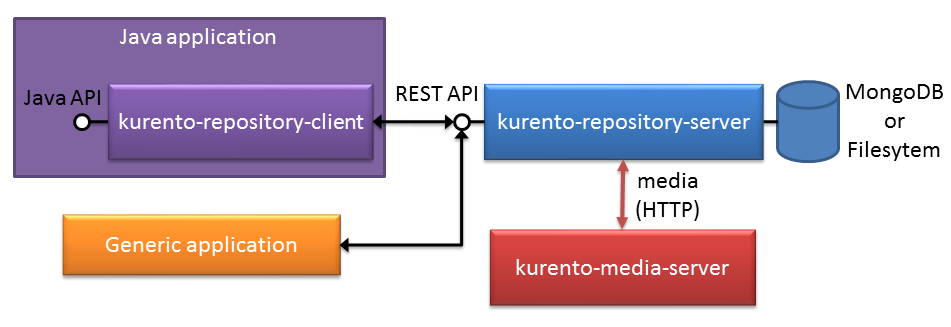 Java application
Java API
kurento-repository-client
REST API
kurento-repository-server
MongoDB
or
Filesytem
media
(HTTP)
Generic application
kurento-media-server